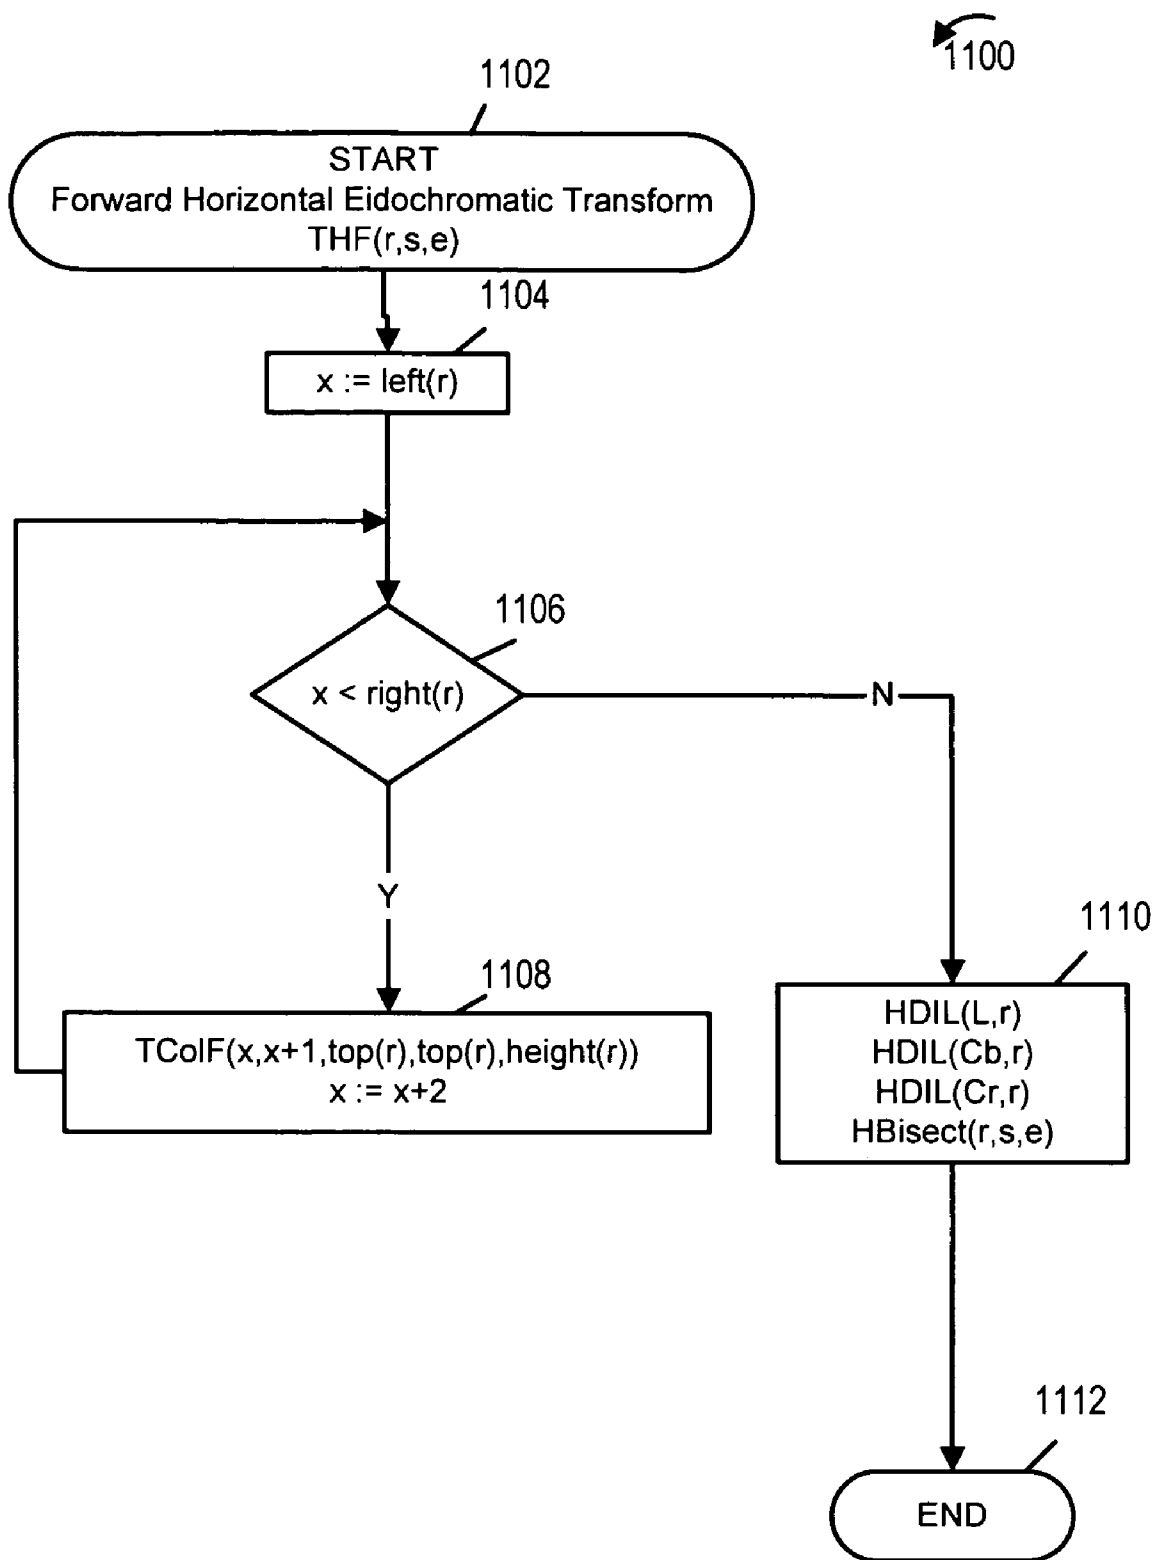 1100
1102
START
Forward Horizontal Eidochromatic Transform
THF(r,s,e)
1104
x := left(r)
1106
x < right(r)
N
Y
1108
TColF(x,x+1,top(r),top(r),height(r))
x := x+2
1110
HDIL(L,r)
HDIL(Cb,r)
HDIL(Cr,r)
HBisect(r,s,e)
1112
END